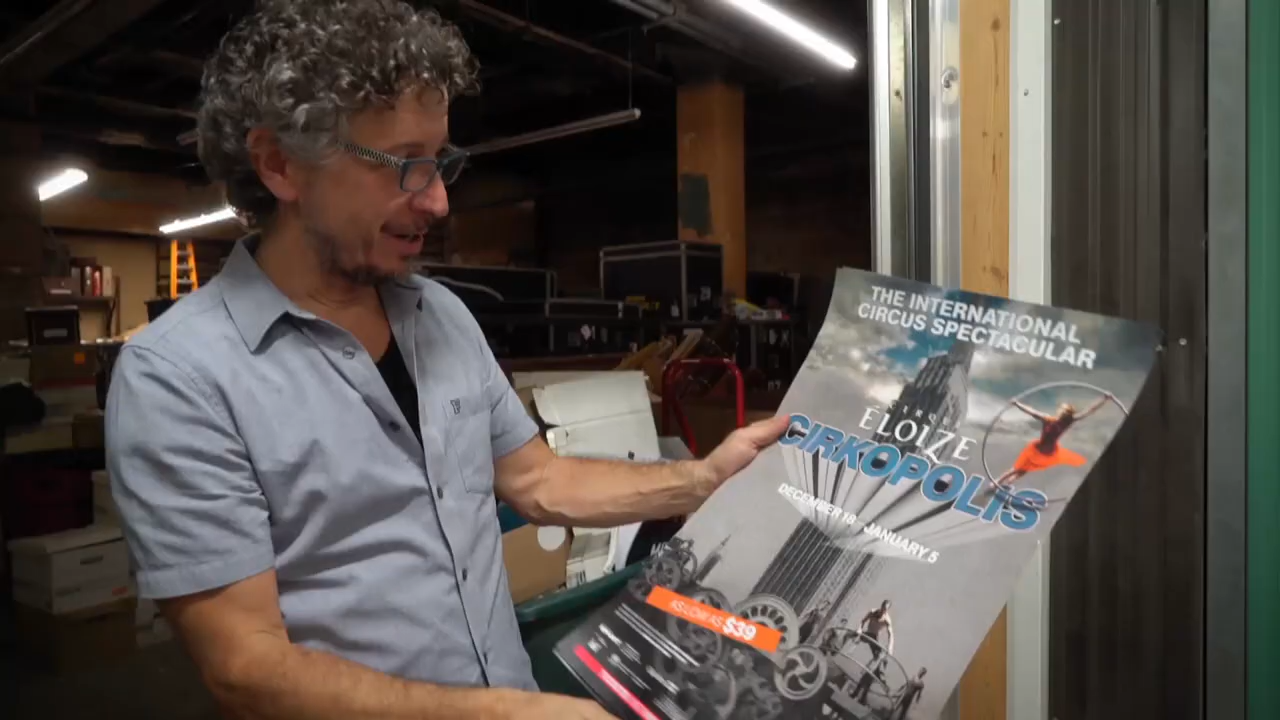 THE INTERNATIONAL
CIRCUS SPECTACULAR
ELOIZE
CIRKOPOLIS
DECEMBER 18 - JANUARY 5
AS LOW AS $39